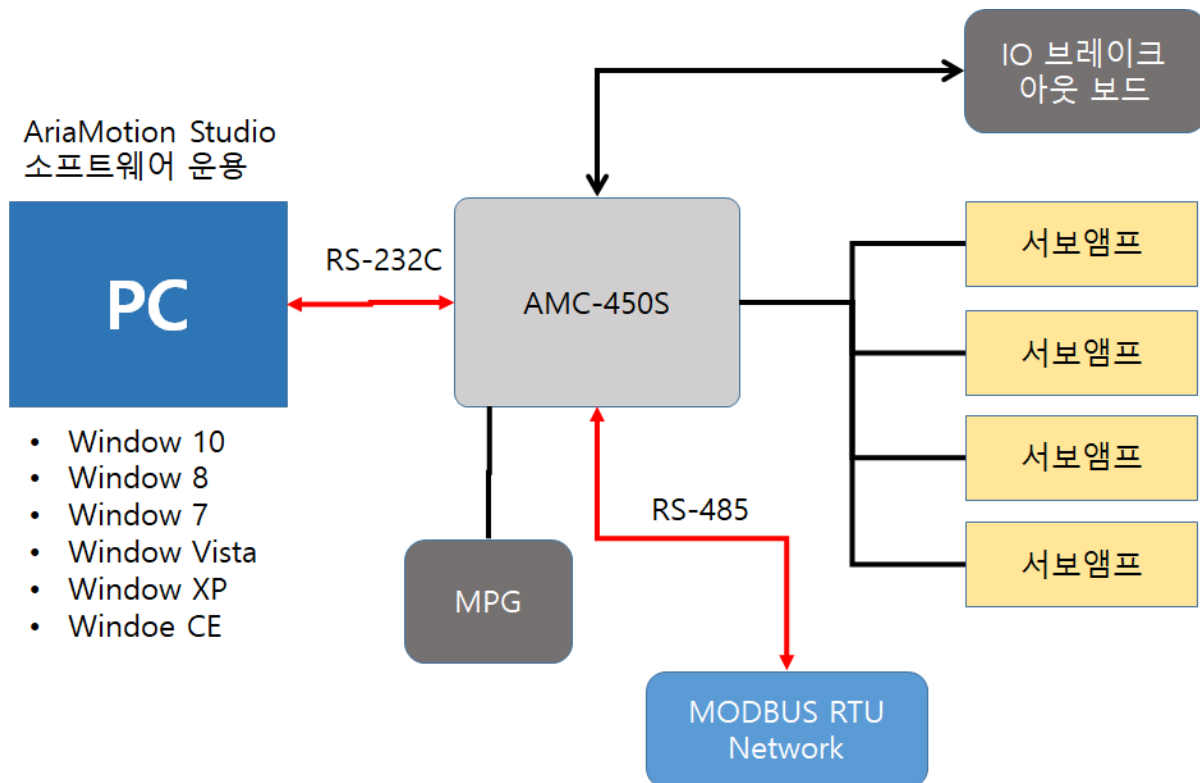 IO 브레이크
아웃 보드
AriaMotion Studio
소프트웨어 운용
PC
RS-232C
AMC-450S
서보앰프
서보앰프
서보앰프
서보앰프
• Window 10
• Window 8
• Window 7
• Window Vista
• Window XP
• Windoe CE
RS-485
MPG
MODBUS RTU
Network